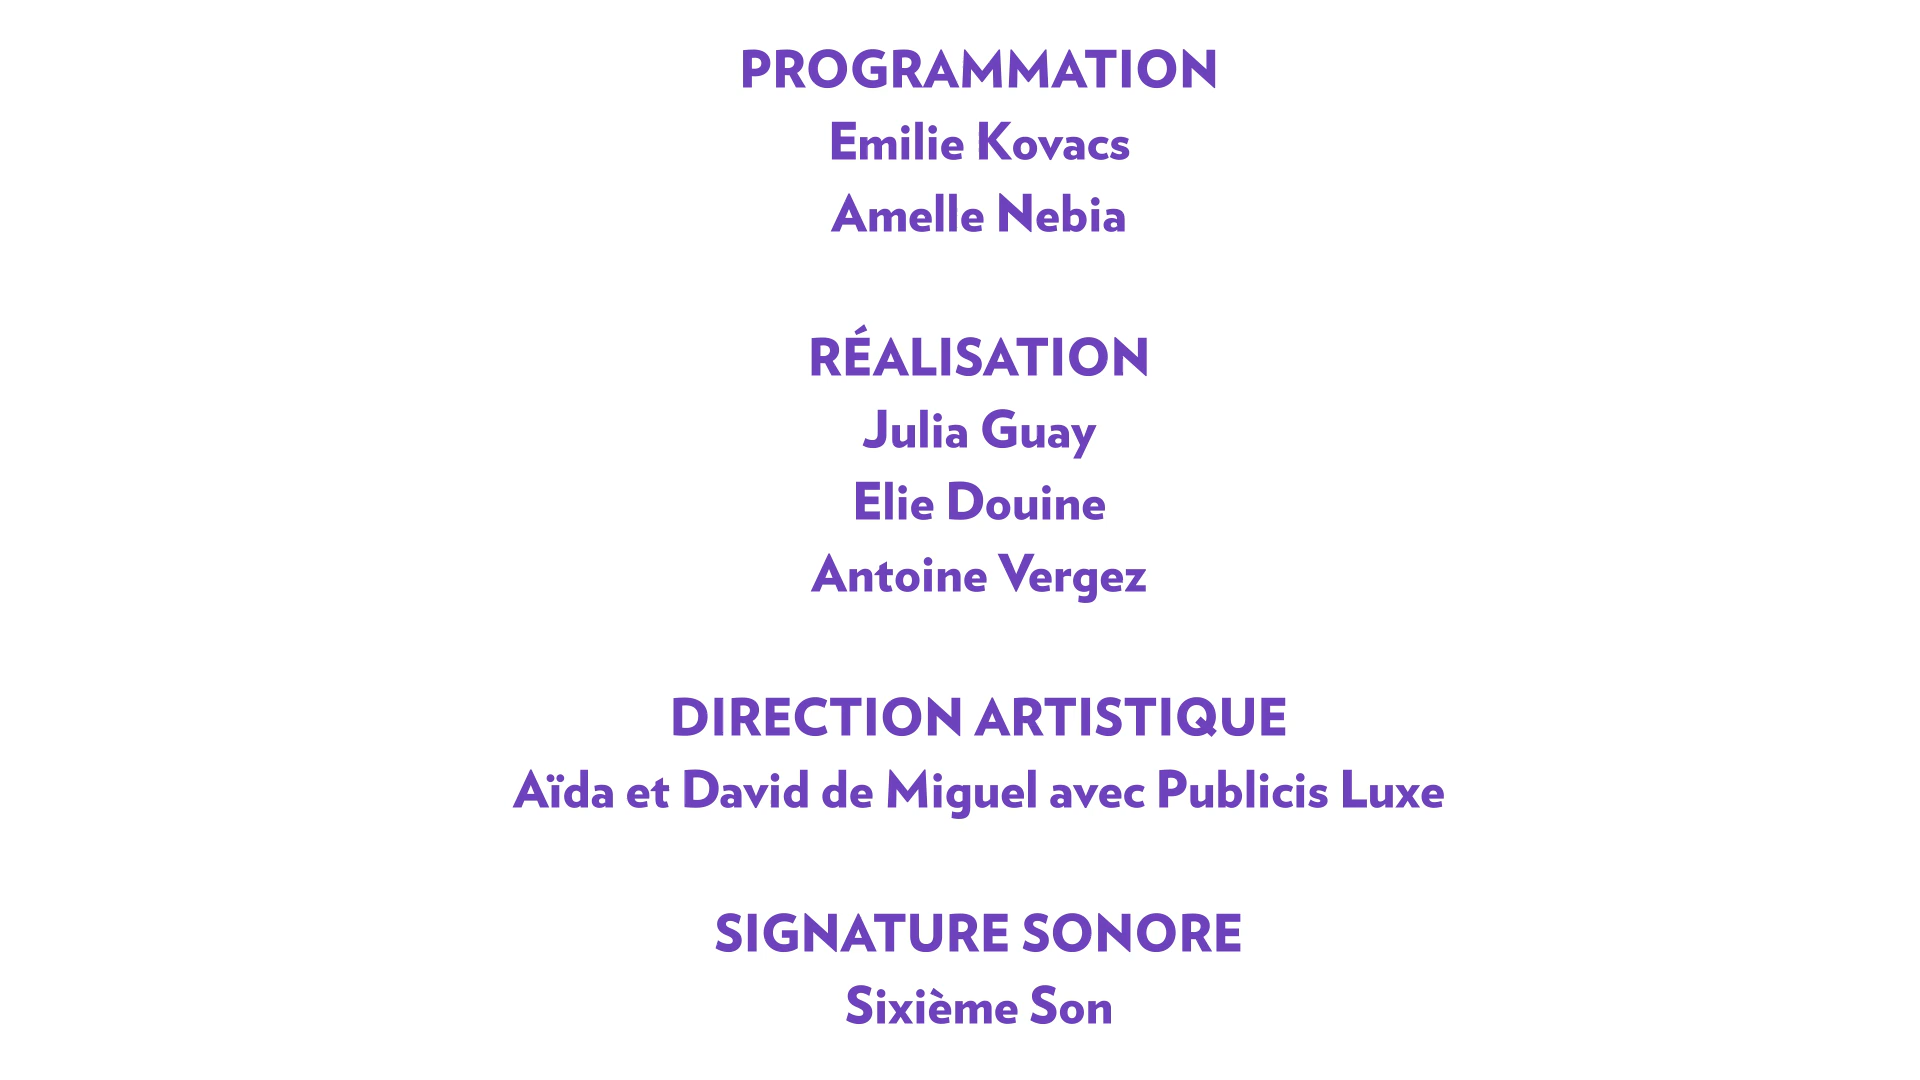 PROGRAMMATION
Emilie Kovacs
Amelle Nebia
RÉALISATION
Julia Guay
Elie Douine
Antoine Vergez
DIRECTION ARTISTIQUE
Aïda et David de Miguel avec Publicis Luxe
SIGNATURE SONORE
Sixième Son